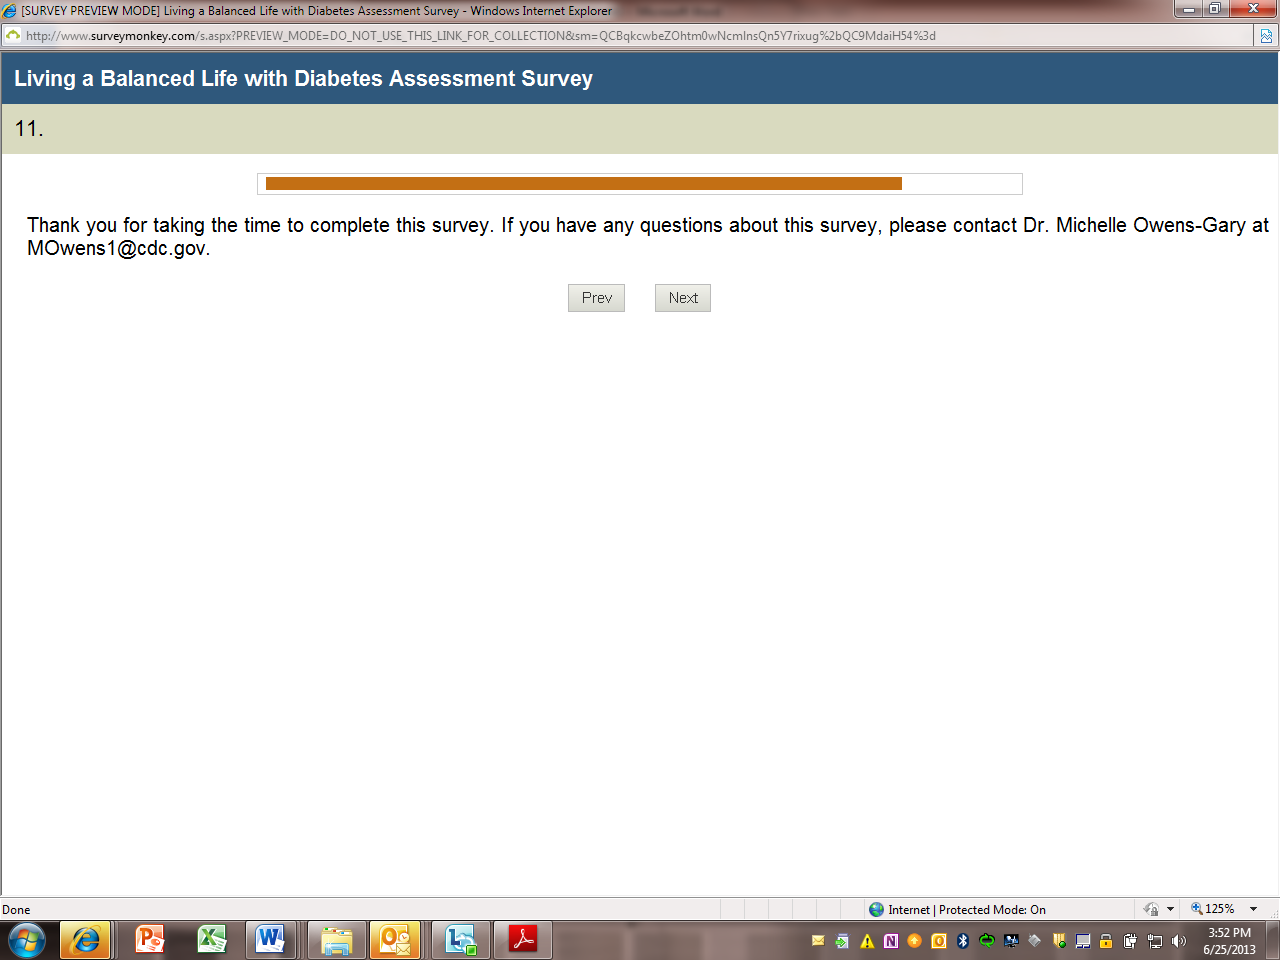 [SURVEY PREVIEW MODE] Living a Balanced Life with Diabetes Assessment Survey - Windows Internet Explorer
http://www.surveymonkey.com/s.aspx?PREVIEW_MODE=DO_NOT_USE_THIS_LINK_FOR_COLLECTION&sm=QCBqkcwbeZOhtm0wNcmInsQn5Y7rixug%2bQC9MdaiH54%3d
Living a Balanced Life with Diabetes Assessment Survey
11.
Thank you for taking the time to complete this survey. If you have any questions about this survey, please contact Dr. Michelle Owens-Gary at
MOwens1@cdc.gov.
Prev Next
Done Internet | Protected Mode: On 125%
3:52 PM
6/25/2013